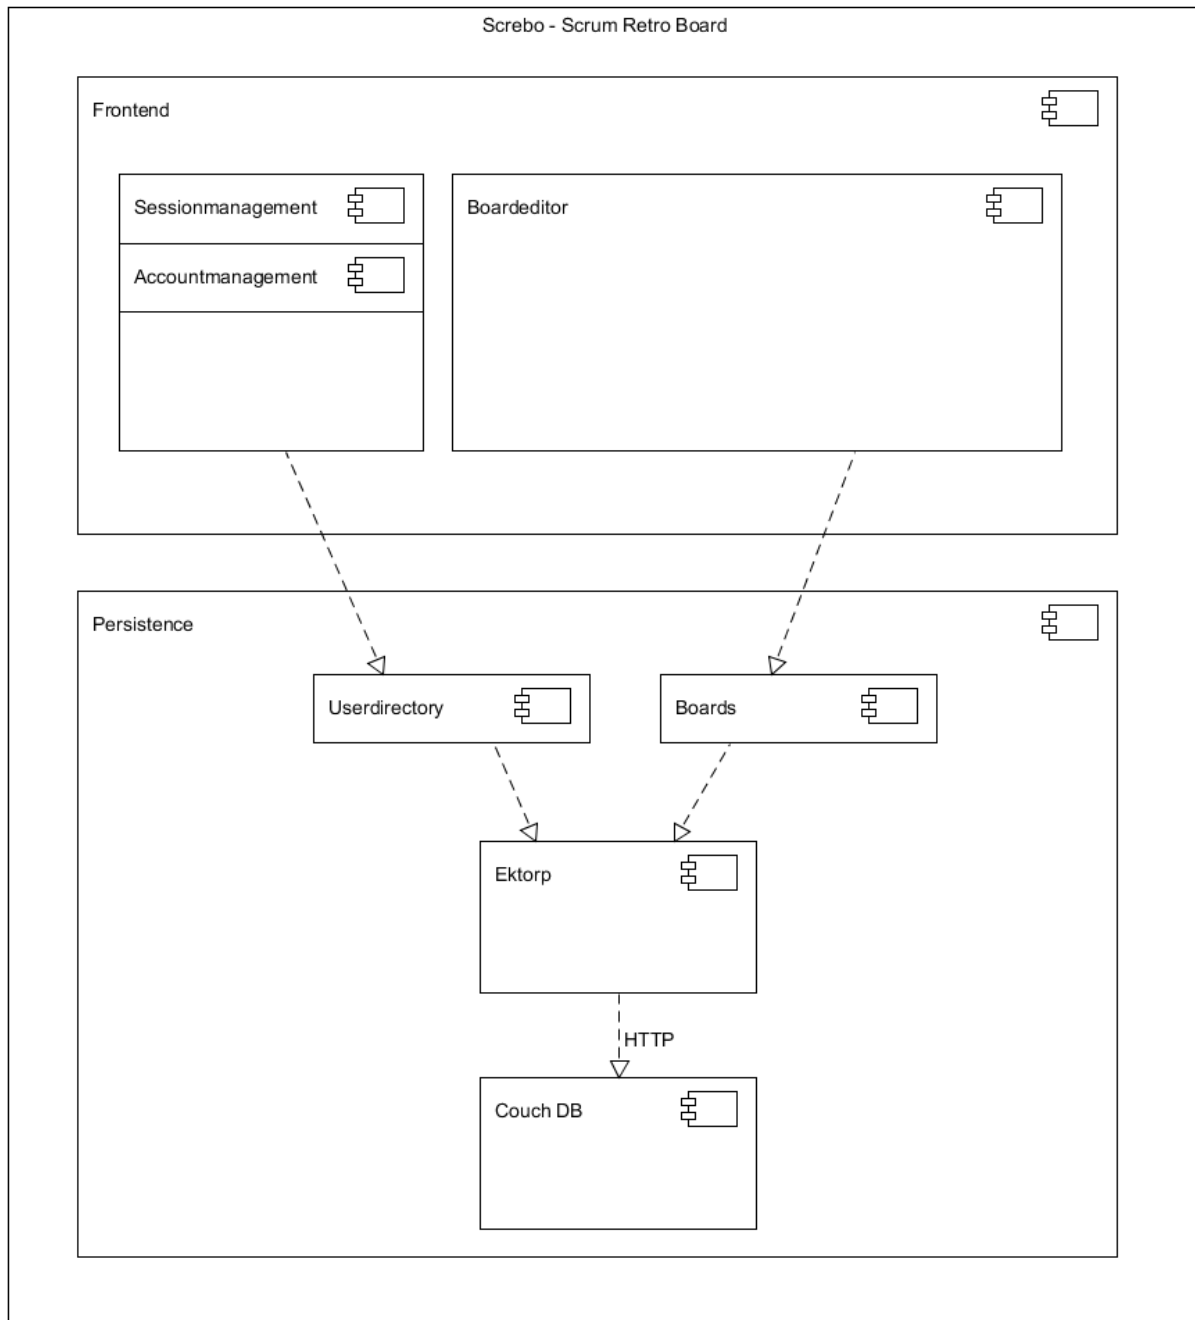 Screbo - Scrum Retro Board
Frontend
Sessionmanagement
Boardeditor
Accountmanagement
Persistence
Userdirectory
Boards
Ektorp
HTTP
Couch DB